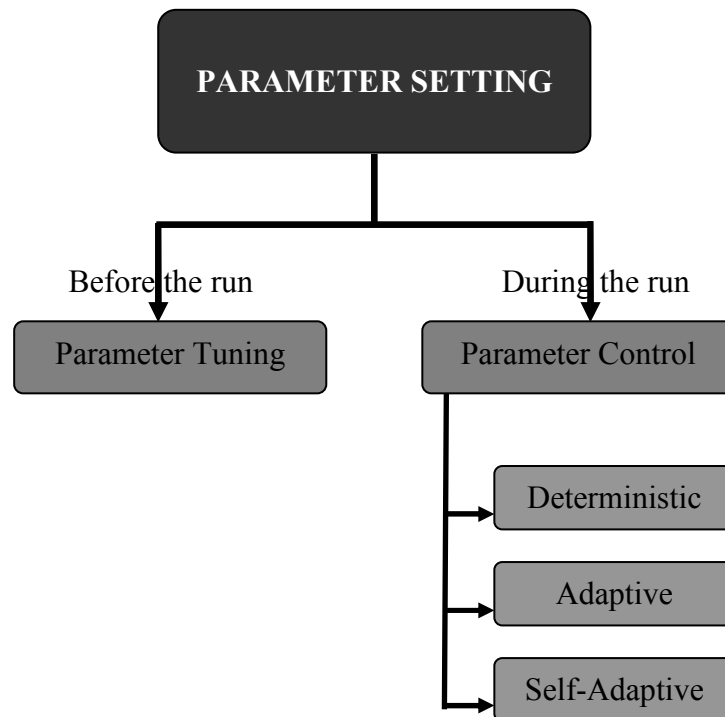 PARAMETER SETTING
Before the run
During the run
Parameter Tuning
Parameter Control
Deterministic
Adaptive
Self-Adaptive